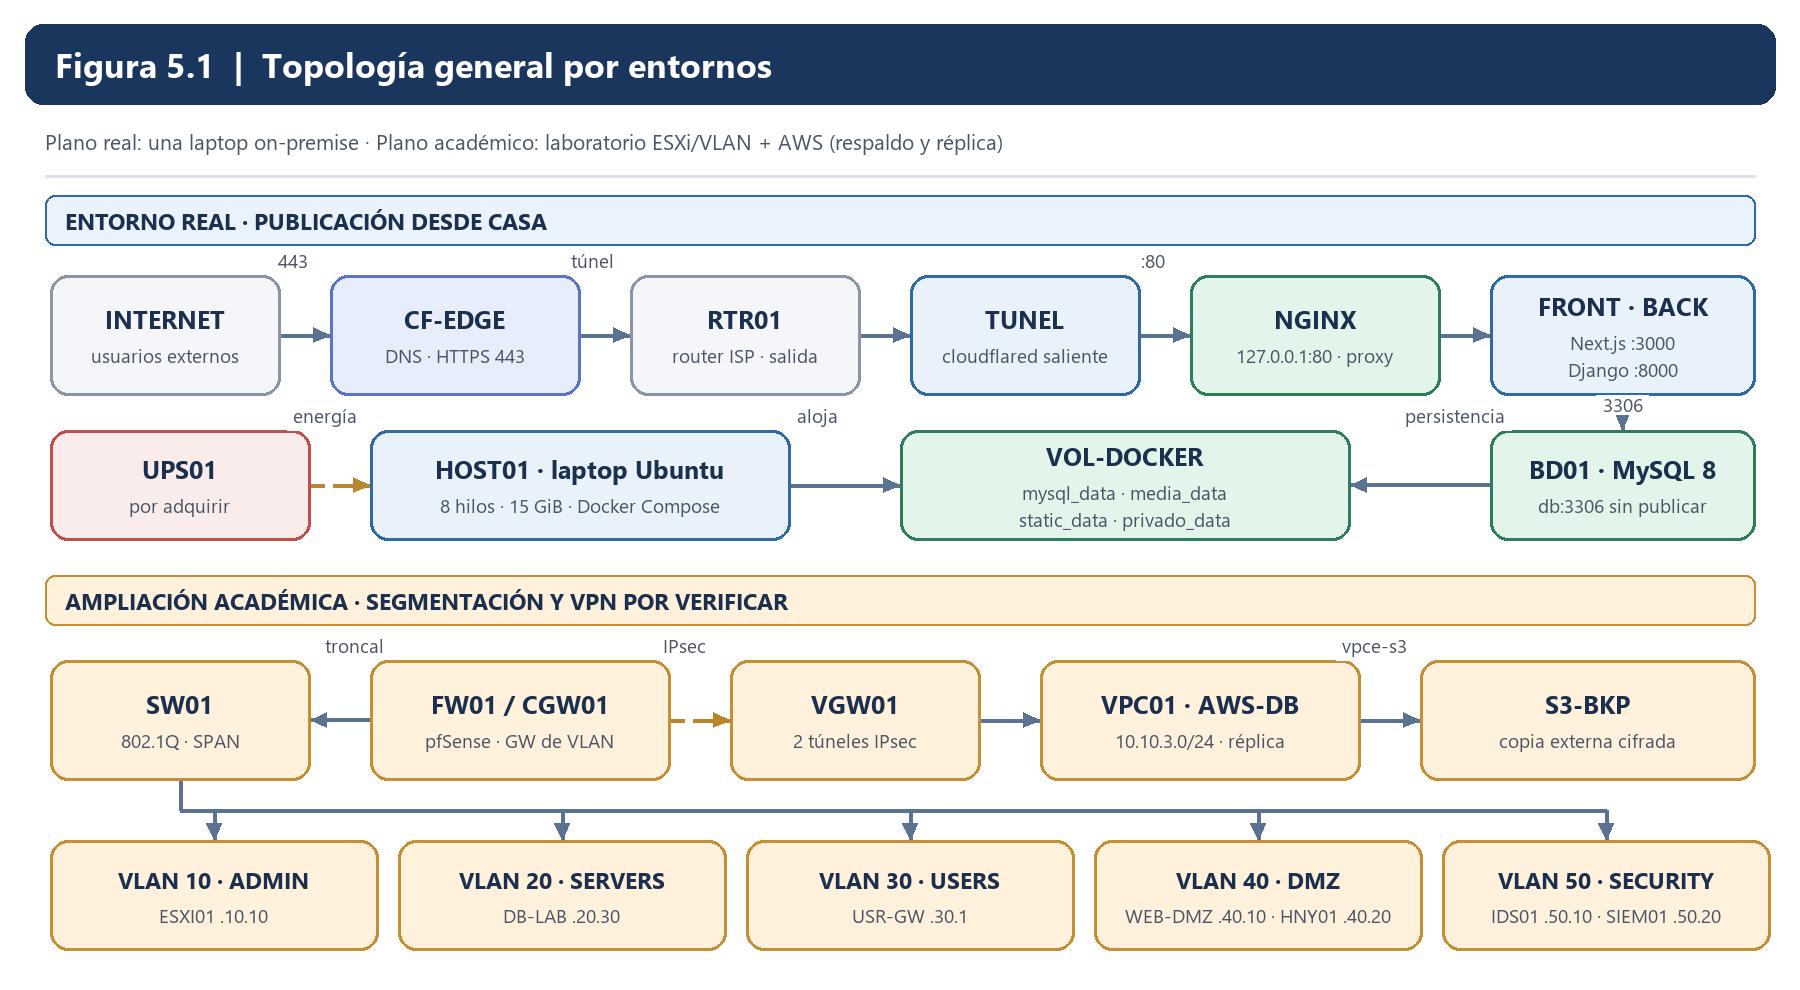 Figura 5.1 | Topología general por entornos
Plano real: una laptop on-premise · Plano académico: laboratorio ESXi/VLAN + AWS (respaldo y réplica)
ENTORNO REAL · PUBLICACIÓN DESDE CASA
443
túnel
:80
INTERNET
usuarios externos
CF-EDGE
DNS · HTTPS 443
RTR01
router ISP · salida
TUNEL
cloudflared saliente
NGINX
127.0.0.1:80 · proxy
FRONT · BACK
Next.js :3000
Django :8000
energía
aloja
persistencia
3306
UPS01
por adquirir
HOST01 · laptop Ubuntu
8 hilos · 15 GiB · Docker Compose
VOL-DOCKER
mysql_data · media_data
static_data · privado_data
BD01 · MySQL 8
db:3306 sin publicar
AMPLIACIÓN ACADÉMICA · SEGMENTACIÓN Y VPN POR VERIFICAR
troncal
IPsec
vpce-s3
SW01
802.1Q · SPAN
FW01 / CGW01
pfSense · GW de VLAN
VGW01
2 túneles IPsec
VPC01 · AWS-DB
10.10.3.0/24 · réplica
S3-BKP
copia externa cifrada
VLAN 10 · ADMIN
ESXI01 .10.10
VLAN 20 · SERVERS
DB-LAB .20.30
VLAN 30 · USERS
USR-GW .30.1
VLAN 40 · DMZ
WEB-DMZ .40.10 · HNY01 .40.20
VLAN 50 · SECURITY
IDS01 .50.10 · SIEM01 .50.20